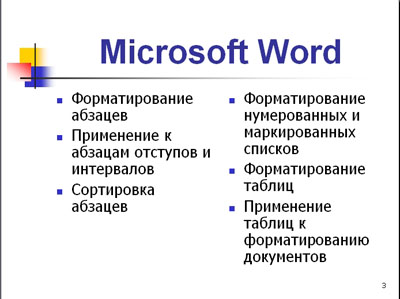 Microsoft Word
Форматирование
абзацев
Применение к
абзацам отступов и
интервалов
Сортировка
абзацев
Форматирование
нумерованных и
маркированных
списков
Форматирование
таблиц
Применение
таблиц к
форматированию
документов
3